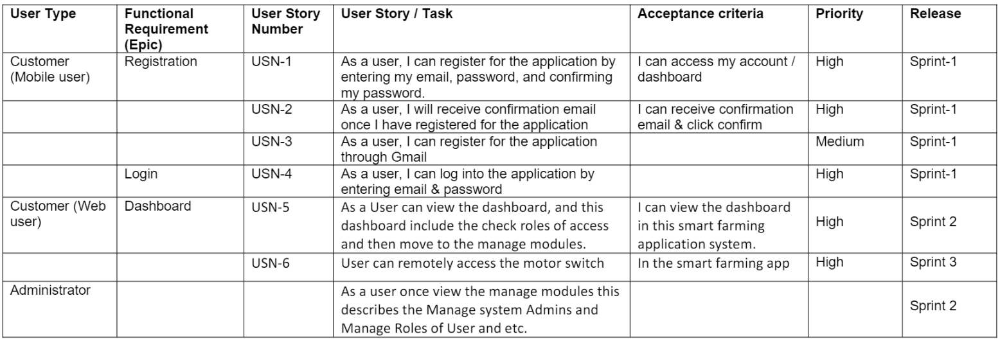 User Type Functional Requirement (Epic) User Story Number User Story / Task Acceptance criteria Priority Release
Customer (Mobile user) Registration USN-1 As a user, I can register for the application by entering my email, password, and confirming my password. I can access my account / dashboard High Sprint-1
USN-2 As a user, I will receive confirmation email once I have registered for the application I can receive confirmation email & click confirm High Sprint-1
USN-3 As a user, I can register for the application through Gmail Medium Sprint-1
Login USN-4 As a user, I can log into the application by entering email & password High Sprint-1
Customer (Web user) Dashboard USN-5 As a User can view the dashboard, and this dashboard include the check roles of access and then move to the manage modules. I can view the dashboard in this smart farming application system. High Sprint 2
USN-6 User can remotely access the motor switch In the smart farming app High Sprint 3
Administrator As a user once view the manage modules this describes the Manage system Admins and Manage Roles of User and etc. Sprint 2